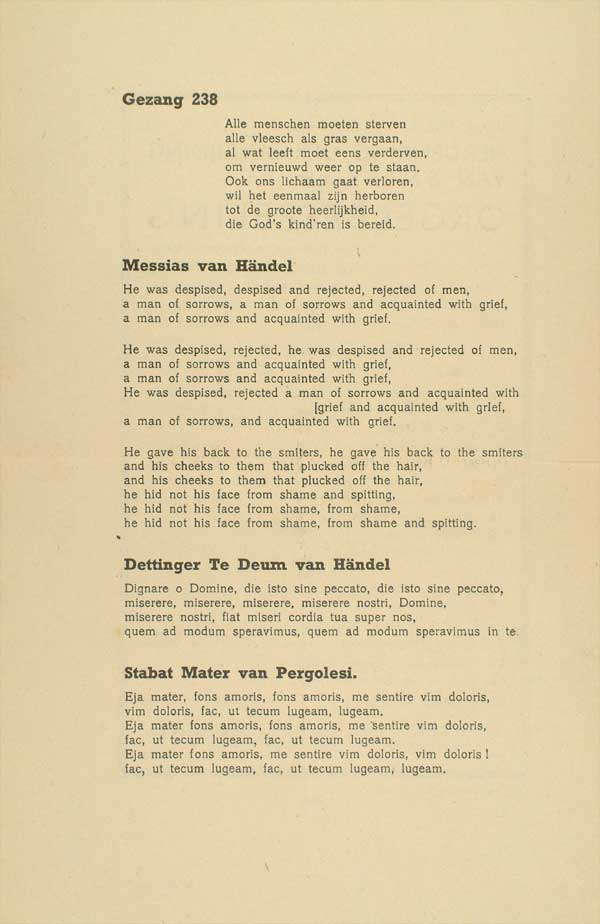 Gezang 238
Alle menschen moeten sterven
alle vleesch als gras vergaan,
al wat leeft moet eens verderven,
om vernieuwd weer op te staan.
Ook ons lichaam gaat verloren,
wil het eenmaal zijn herboren
tot de groote heerlijkheid,
die God's kind'ren is bereid.
Messias van Händel
He was despised, despised and rejected, rejected of men,
a man of sorrows, a man of sorrows and acquainted with grief,
a man of sorrows and acquainted with grief.
He was despised, rejected, he was despised and rejected of men,
a man of sorrows and acquainted with grief,
a man of sorrows and acquainted with grief,
He was despised, rejected a man of sorrows and acquainted with
[grief and acquainted with grief,
a man of sorrows, and acquainted with grief.
He gave his back to the smiters, he gave his back to the smiters
and his cheeks to them that plucked off the hair,
and his cheeks to them that plucked off the hair,
he hid not his face from shame and spitting,
he hid not his face from shame, from shame,
he hid not his face from shame, from shame and spitting.
Dettinger Te Deum van Händel
Dignare o Domine, die isto sine peccato, die isto sine peccato,
miserere, miserere, miserere, miserere nostri, Domine,
miserere nostri, fiat miseri cordia tua super nos,
quem ad modum speravimus, quem ad modum speravimus in te.
Stabat Mater van Pergolesi.
Eja mater, fons amoris, fons amoris, me sentire vim doloris,
vim doloris, fac, ut tecum lugeam, lugeam.
Eja mater fons amoris, fons amoris, me sentire vim doloris,
fac, ut tecum lugeam, fac, ut tecum lugeam.
Eja mater fons amoris, me sentire vim doloris, vim doloris !
fac, ut tecum lugeam, fac, ut tecum lugeam, lugeam.